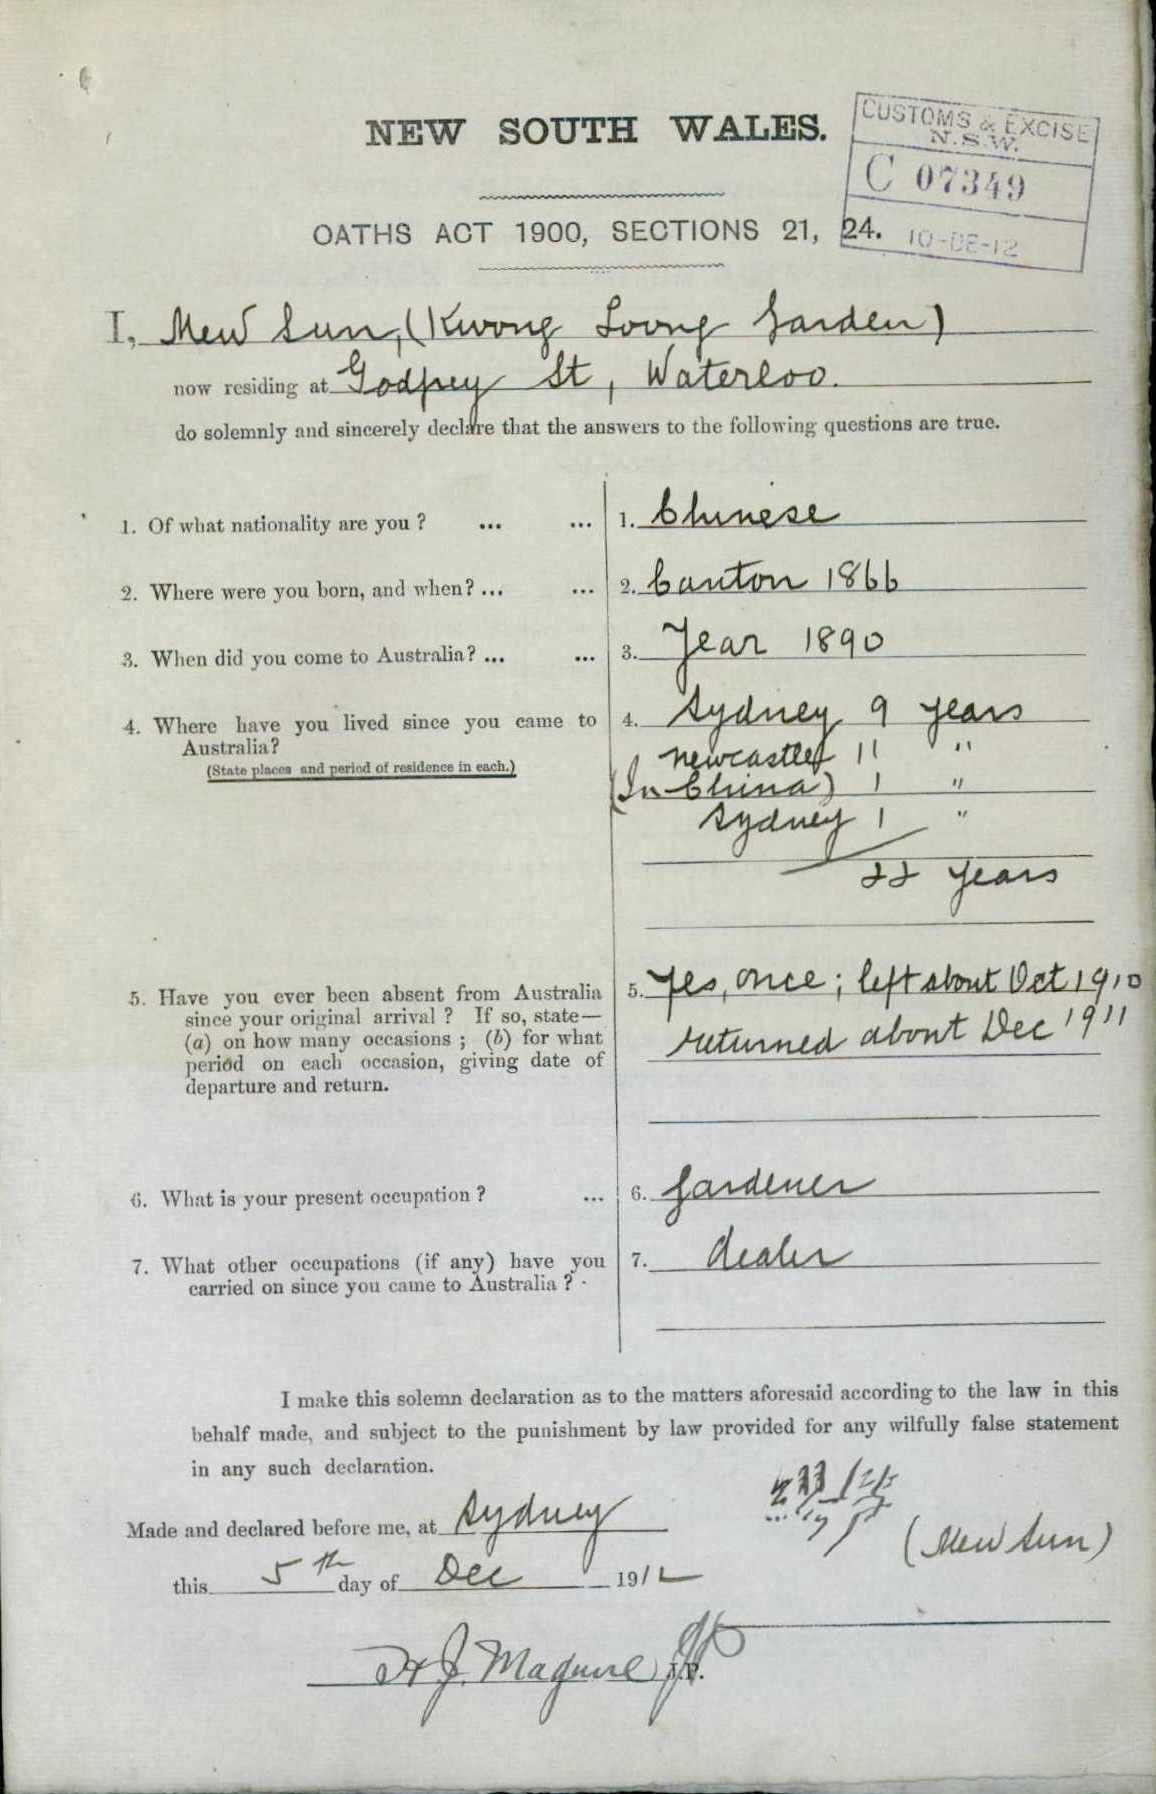 CUSTOMS & EXCISE
N.S.W.
C 07349
10-DE-12
NEW SOUTH WALES.
OATHS ACT 1900, SECTIONS 21, 24.
I, Mew Sun, (Kwong Loong Garden)
now residing at Godfrey St, Waterloo.
do solemnly and sincerely declare that the answers to the following questions are true.
1. Of what nationality are you? ... ... 1. Chinese
2. Where were you born, and when? ... ... 2. Canton 1866
3. When did you come to Australia? ... ... 3. Year 1890
4. Where have you lived since you came to 4. Sydney 9 years
Australia? newcastle 11 "
(State places and period of residence in each.) (In China) 1 "
Sydney 1 "
22 years
5. Have you ever been absent from Australia 5. Yes, once; left about Oct 1910
since your original arrival? If so, state— returned about Dec 1911
(a) on how many occasions; (b) for what
period on each occasion, giving date of
departure and return.
6. What is your present occupation? ... 6. Gardener
7. What other occupations (if any) have you 7. dealer
carried on since you came to Australia?
I make this solemn declaration as to the matters aforesaid according to the law in this
behalf made, and subject to the punishment by law provided for any wilfully false statement
in any such declaration.
Made and declared before me, at Sydney
(Mew Sun)
this 5th day of Dec 1912
H J. Maguire JP
J.P.